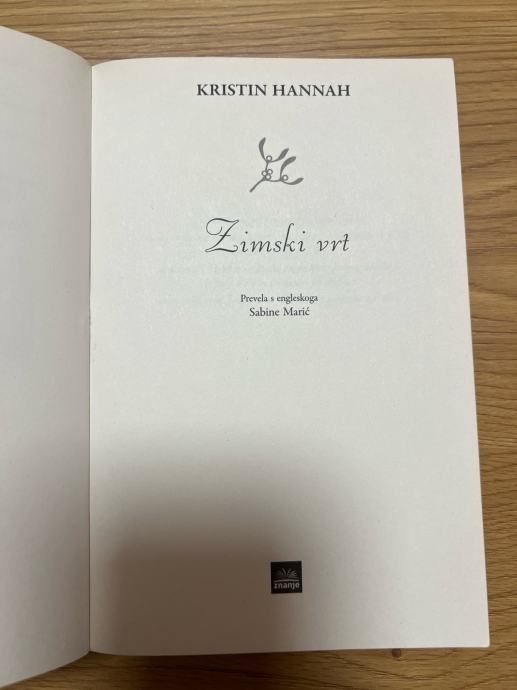 KRISTIN HANNAH
Zimski vrt
Prevela s engleskoga
Sabine Marić
znanje